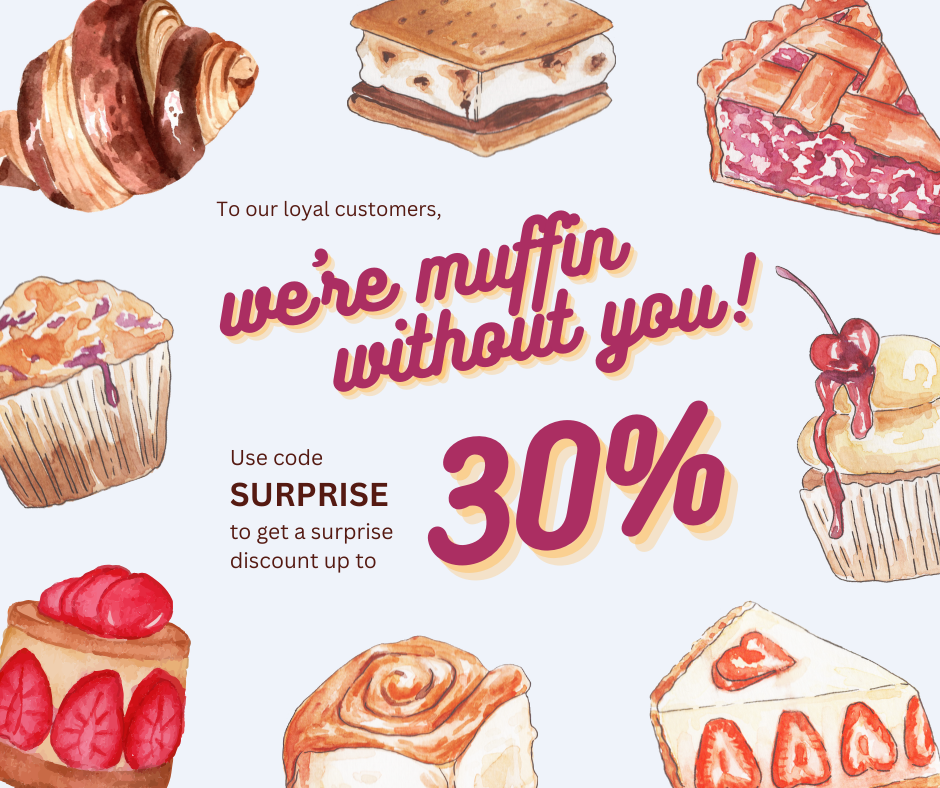 To our loyal customers,
we're muffin
without you!
Use code
SURPRISE
to get a surprise
discount up to
30%